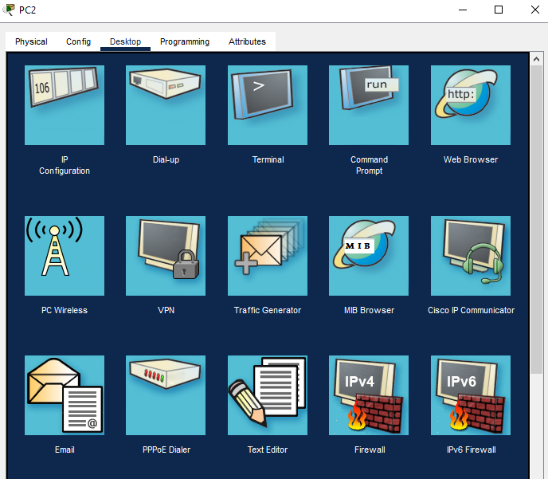 PC2
Physical Config Desktop Programming Attributes
106
>
run
http:
IP
Configuration
Dial-up
Terminal
Command
Prompt
Web Browser
MIB
PC Wireless
VPN
Traffic Generator
MIB Browser
Cisco IP Communicator
@
IPv4
IPv6
Email
PPPoE Dialer
Text Editor
Firewall
IPv6 Firewall